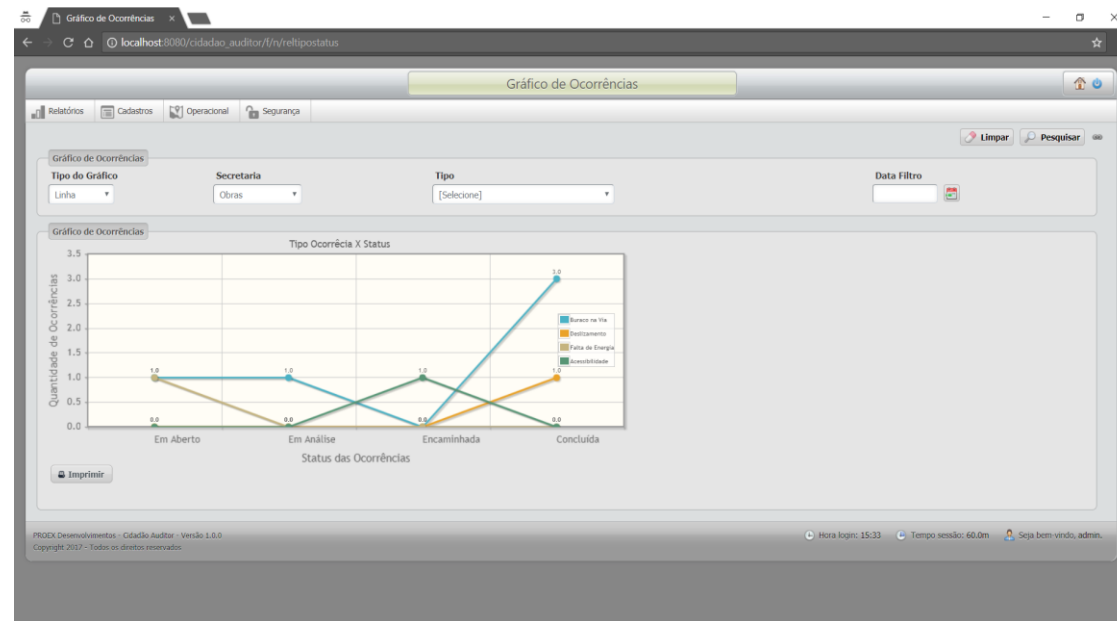 Gráfico de Ocorrências ×
localhost:8080/cidadao_auditor/f/n/reltipostatus
Gráfico de Ocorrências
Relatórios Cadastros Operacional Segurança
Limpar Pesquisar
Gráfico de Ocorrências
Tipo do Gráfico Secretaria Tipo Data Filtro
Linha Obras [Selecione]
Gráfico de Ocorrências
Tipo Ocorrêcia X Status
3.5
3.0
2.5
2.0
1.5
1.0
0.5
0.0
Quantidade de Ocorrências
3,0
1,0 1,0 1,0 1,0
0,0 0,0 0,0 0,0
Buraco na Via
Deslizamento
Falta de Energia
Acessibilidade
Em Aberto Em Análise Encaminhada Concluída
Status das Ocorrências
Imprimir
PROEX Desenvolvimentos - Cidadão Auditor - Versão 1.0.0
Copyright 2017 - Todos os direitos reservados
Hora login: 15:33 Tempo sessão: 60.0m Seja bem-vindo, admin.